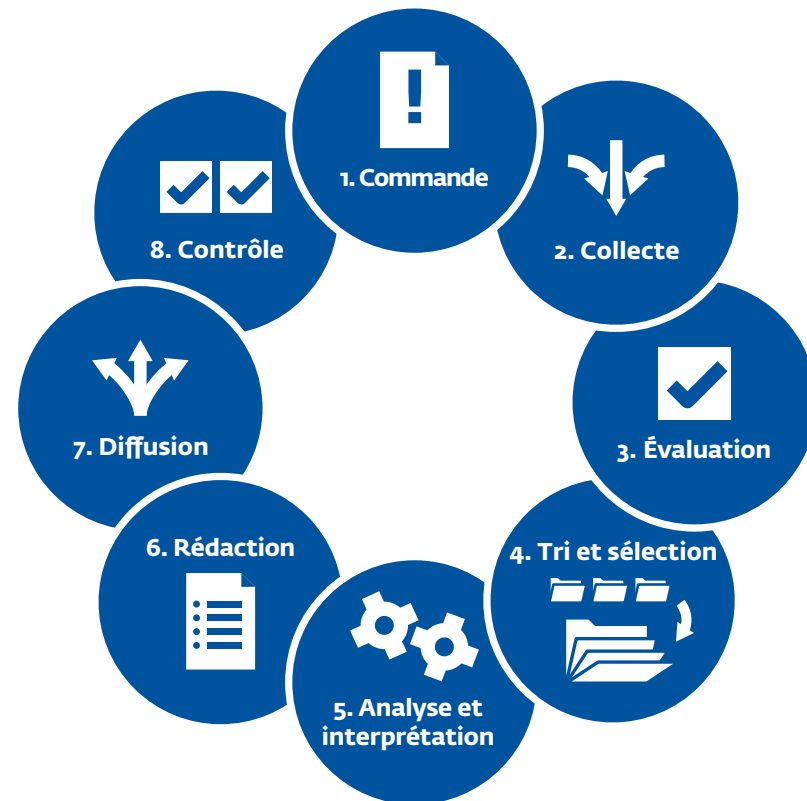 1. Commande
2. Collecte
3. Évaluation
4. Tri et sélection
5. Analyse et
interprétation
6. Rédaction
7. Diffusion
8. Contrôle